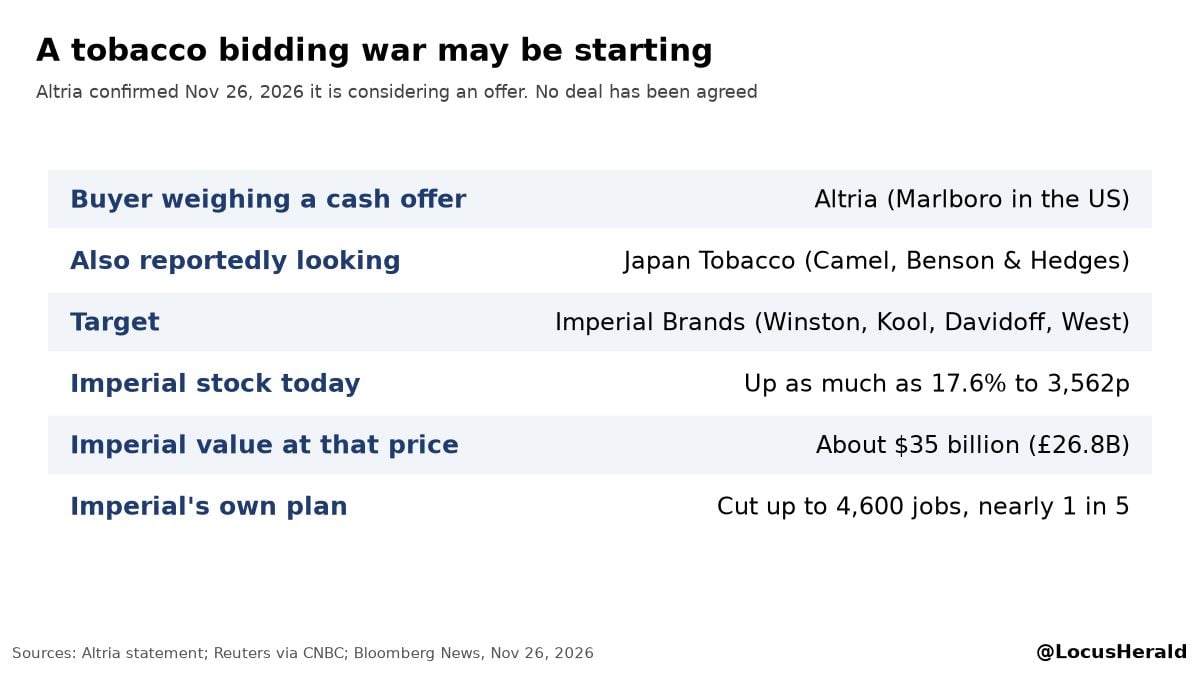 A tobacco bidding war may be starting
Altria confirmed Nov 26, 2026 it is considering an offer. No deal has been agreed
Buyer weighing a cash offer Altria (Marlboro in the US)
Also reportedly looking Japan Tobacco (Camel, Benson & Hedges)
Target Imperial Brands (Winston, Kool, Davidoff, West)
Imperial stock today Up as much as 17.6% to 3,562p
Imperial value at that price About $35 billion (£26.8B)
Imperial's own plan Cut up to 4,600 jobs, nearly 1 in 5
Sources: Altria statement; Reuters via CNBC; Bloomberg News, Nov 26, 2026 @LocusHerald